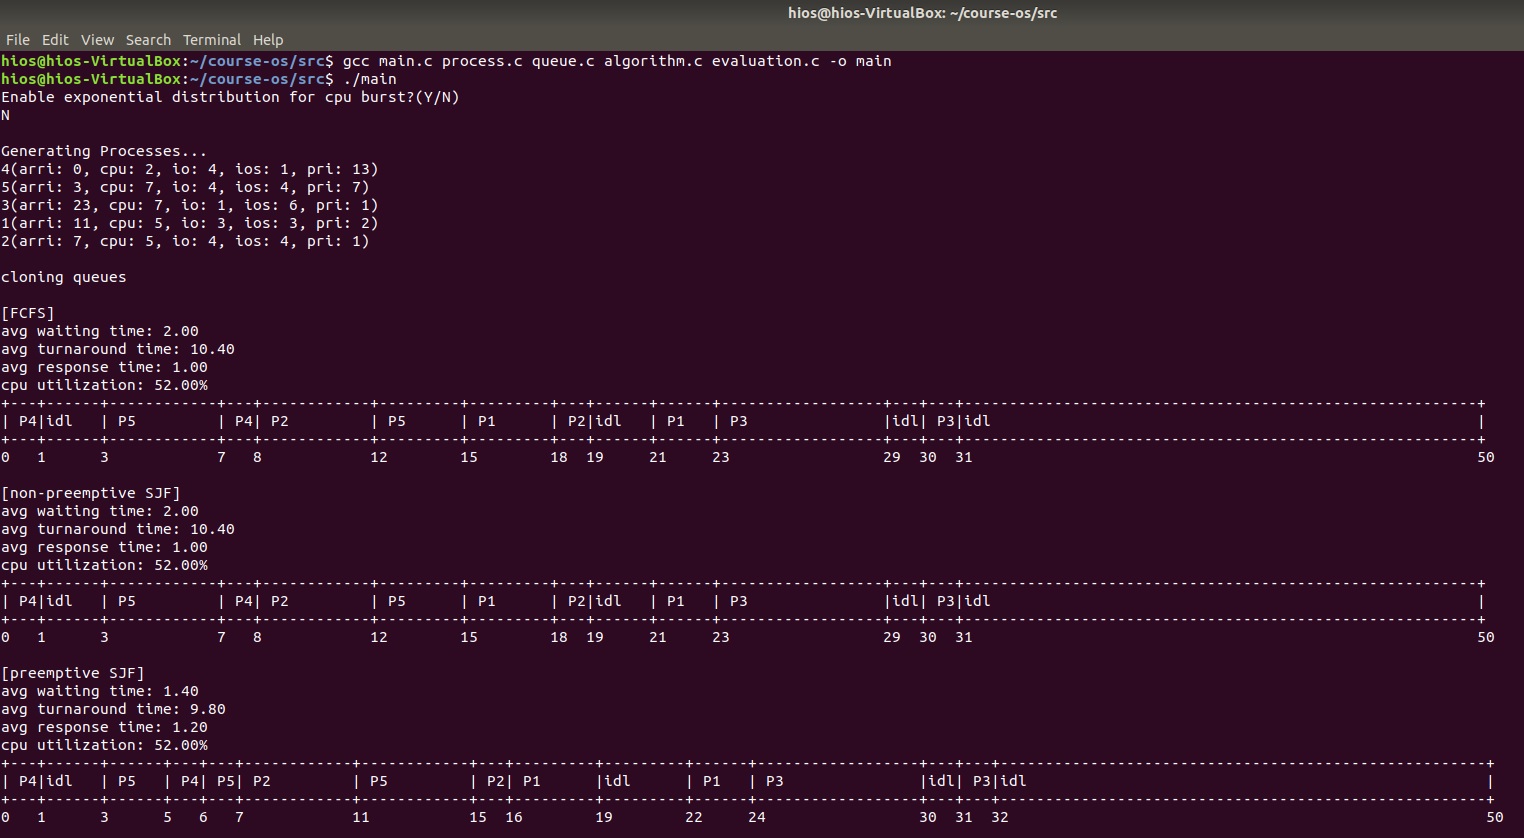 hios@hios-VirtualBox: ~/course-os/src
File Edit View Search Terminal Help
hios@hios-VirtualBox:~/course-os/src$ gcc main.c process.c queue.c algorithm.c evaluation.c -o main
hios@hios-VirtualBox:~/course-os/src$ ./main
Enable exponential distribution for cpu burst?(Y/N)
N
Generating Processes...
4(arri: 0, cpu: 2, io: 4, ios: 1, pri: 13)
5(arri: 3, cpu: 7, io: 4, ios: 4, pri: 7)
3(arri: 23, cpu: 7, io: 1, ios: 6, pri: 1)
1(arri: 11, cpu: 5, io: 3, ios: 3, pri: 2)
2(arri: 7, cpu: 5, io: 4, ios: 4, pri: 1)
cloning queues
[FCFS]
avg waiting time: 2.00
avg turnaround time: 10.40
avg response time: 1.00
cpu utilization: 52.00%
+---+------+------------+---+------------+---------+---------+---+------+------+------------------+---+---+---------------------------------------------------------+
| P4|idl   | P5         | P4| P2         | P5      | P1      | P2|idl   | P1   | P3               |idl| P3|idl                                                      |
+---+------+------------+---+------------+---------+---------+---+------+------+------------------+---+---+---------------------------------------------------------+
0   1      3            7   8            12        15        18  19     21     23                 29  30  31                                                        50
[non-preemptive SJF]
avg waiting time: 2.00
avg turnaround time: 10.40
avg response time: 1.00
cpu utilization: 52.00%
+---+------+------------+---+------------+---------+---------+---+------+------+------------------+---+---+---------------------------------------------------------+
| P4|idl   | P5         | P4| P2         | P5      | P1      | P2|idl   | P1   | P3               |idl| P3|idl                                                      |
+---+------+------------+---+------------+---------+---------+---+------+------+------------------+---+---+---------------------------------------------------------+
0   1      3            7   8            12        15        18  19     21     23                 29  30  31                                                        50
[preemptive SJF]
avg waiting time: 1.40
avg turnaround time: 9.80
avg response time: 1.20
cpu utilization: 52.00%
+---+------+------+---+---+------------+------------+---+---------+---------+------+------------------+---+---+------------------------------------------------------+
| P4|idl   | P5   | P4| P5| P2         | P5         | P2| P1      |idl      | P1   | P3               |idl| P3|idl                                                   |
+---+------+------+---+---+------------+------------+---+---------+---------+------+------------------+---+---+------------------------------------------------------+
0   1      3      5   6   7            11           15  16        19        22     24                 30  31  32                                                     50